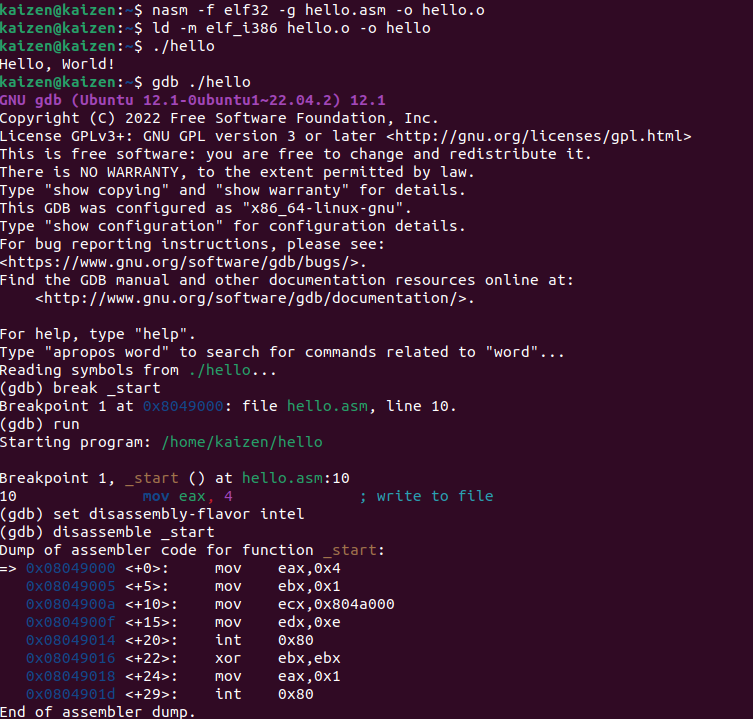 kaizen@kaizen:~$ nasm -f elf32 -g hello.asm -o hello.o
kaizen@kaizen:~$ ld -m elf_i386 hello.o -o hello
kaizen@kaizen:~$ ./hello
Hello, World!
kaizen@kaizen:~$ gdb ./hello
GNU gdb (Ubuntu 12.1-0ubuntu1~22.04.2) 12.1
Copyright (C) 2022 Free Software Foundation, Inc.
License GPLv3+: GNU GPL version 3 or later <http://gnu.org/licenses/gpl.html>
This is free software: you are free to change and redistribute it.
There is NO WARRANTY, to the extent permitted by law.
Type "show copying" and "show warranty" for details.
This GDB was configured as "x86_64-linux-gnu".
Type "show configuration" for configuration details.
For bug reporting instructions, please see:
<https://www.gnu.org/software/gdb/bugs/>.
Find the GDB manual and other documentation resources online at:
    <http://www.gnu.org/software/gdb/documentation/>.

For help, type "help".
Type "apropos word" to search for commands related to "word"...
Reading symbols from ./hello...
(gdb) break _start
Breakpoint 1 at 0x8049000: file hello.asm, line 10.
(gdb) run
Starting program: /home/kaizen/hello

Breakpoint 1, _start () at hello.asm:10
10              mov eax, 4              ; write to file
(gdb) set disassembly-flavor intel
(gdb) disassemble _start
Dump of assembler code for function _start:
=> 0x08049000 <+0>:     mov    eax,0x4
   0x08049005 <+5>:     mov    ebx,0x1
   0x0804900a <+10>:    mov    ecx,0x804a000
   0x0804900f <+15>:    mov    edx,0xe
   0x08049014 <+20>:    int    0x80
   0x08049016 <+22>:    xor    ebx,ebx
   0x08049018 <+24>:    mov    eax,0x1
   0x0804901d <+29>:    int    0x80
End of assembler dump.